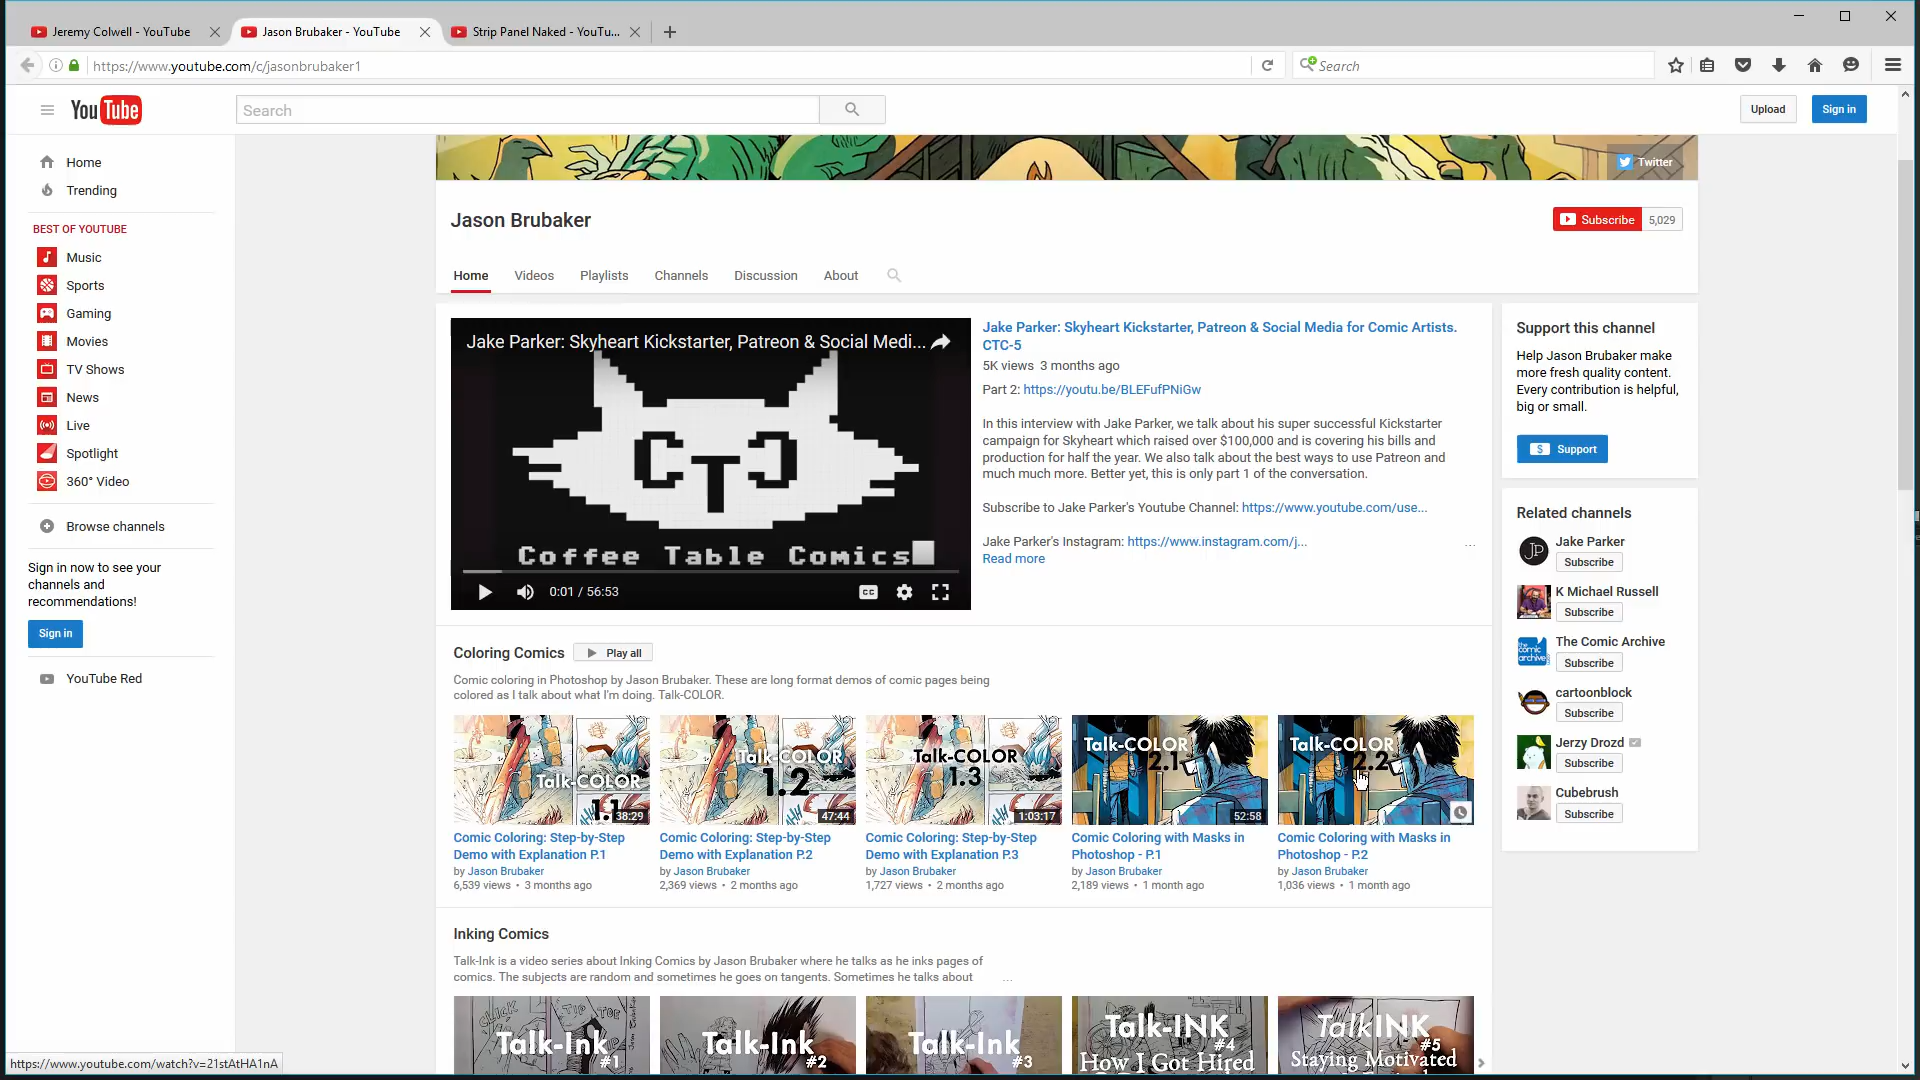 Jeremy Colwell - YouTube
Jason Brubaker - YouTube
Strip Panel Naked - YouTu...
https://www.youtube.com/c/jasonbrubaker1
Search
YouTube
Search
Upload
Sign in
Home
Trending
BEST OF YOUTUBE
Music
Sports
Gaming
Movies
TV Shows
News
Live
Spotlight
360° Video
Browse channels
Sign in now to see your
channels and
recommendations!
Sign in
YouTube Red
Twitter
Jason Brubaker
Subscribe 5,029
Home Videos Playlists Channels Discussion About
Jake Parker: Skyheart Kickstarter, Patreon & Social Medi...
CTC
Coffee Table Comics
0:01 / 56:53
CC
Jake Parker: Skyheart Kickstarter, Patreon & Social Media for Comic Artists.
CTC-5
5K views 3 months ago
Part 2: https://youtu.be/BLEFufPNiGw
In this interview with Jake Parker, we talk about his super successful Kickstarter
campaign for Skyheart which raised over $100,000 and is covering his bills and
production for half the year. We also talk about the best ways to use Patreon and
much much more. Better yet, this is only part 1 of the conversation.
Subscribe to Jake Parker's Youtube Channel: https://www.youtube.com/use...
Jake Parker's Instagram: https://www.instagram.com/j...
...
Read more
Support this channel
Help Jason Brubaker make
more fresh quality content.
Every contribution is helpful,
big or small.
$ Support
Related channels
JP
Jake Parker
Subscribe
K Michael Russell
Subscribe
the comic archive
The Comic Archive
Subscribe
cartoonblock
Subscribe
Jerzy Drozd
Subscribe
Cubebrush
Subscribe
Coloring Comics Play all
Comic coloring in Photoshop by Jason Brubaker. These are long format demos of comic pages being
colored as I talk about what I'm doing. Talk-COLOR.
Talk-COLOR
1.1
38:29
Comic Coloring: Step-by-Step
Demo with Explanation P.1
by Jason Brubaker
6,539 views • 3 months ago
Talk-COLOR
1.2
47:44
Comic Coloring: Step-by-Step
Demo with Explanation P.2
by Jason Brubaker
2,369 views • 2 months ago
Talk-COLOR
1.3
1:03:17
Comic Coloring: Step-by-Step
Demo with Explanation P.3
by Jason Brubaker
1,727 views • 2 months ago
Talk-COLOR
2.1
52:58
Comic Coloring with Masks in
Photoshop - P.1
by Jason Brubaker
2,189 views • 1 month ago
Talk-COLOR
2.2
Comic Coloring with Masks in
Photoshop - P.2
by Jason Brubaker
1,036 views • 1 month ago
Inking Comics
Talk-Ink is a video series about Inking Comics by Jason Brubaker where he talks as he inks pages of
comics. The subjects are random and sometimes he goes on tangents. Sometimes he talks about
...
CLICK
TIP TOP
Talk-Ink
#1
Talk-Ink
#2
Talk-Ink
#3
Talk-INK
#4
How I Got Hired
TalkINK
#5
Staying Motivated
https://www.youtube.com/watch?v=21stAtHA1nA